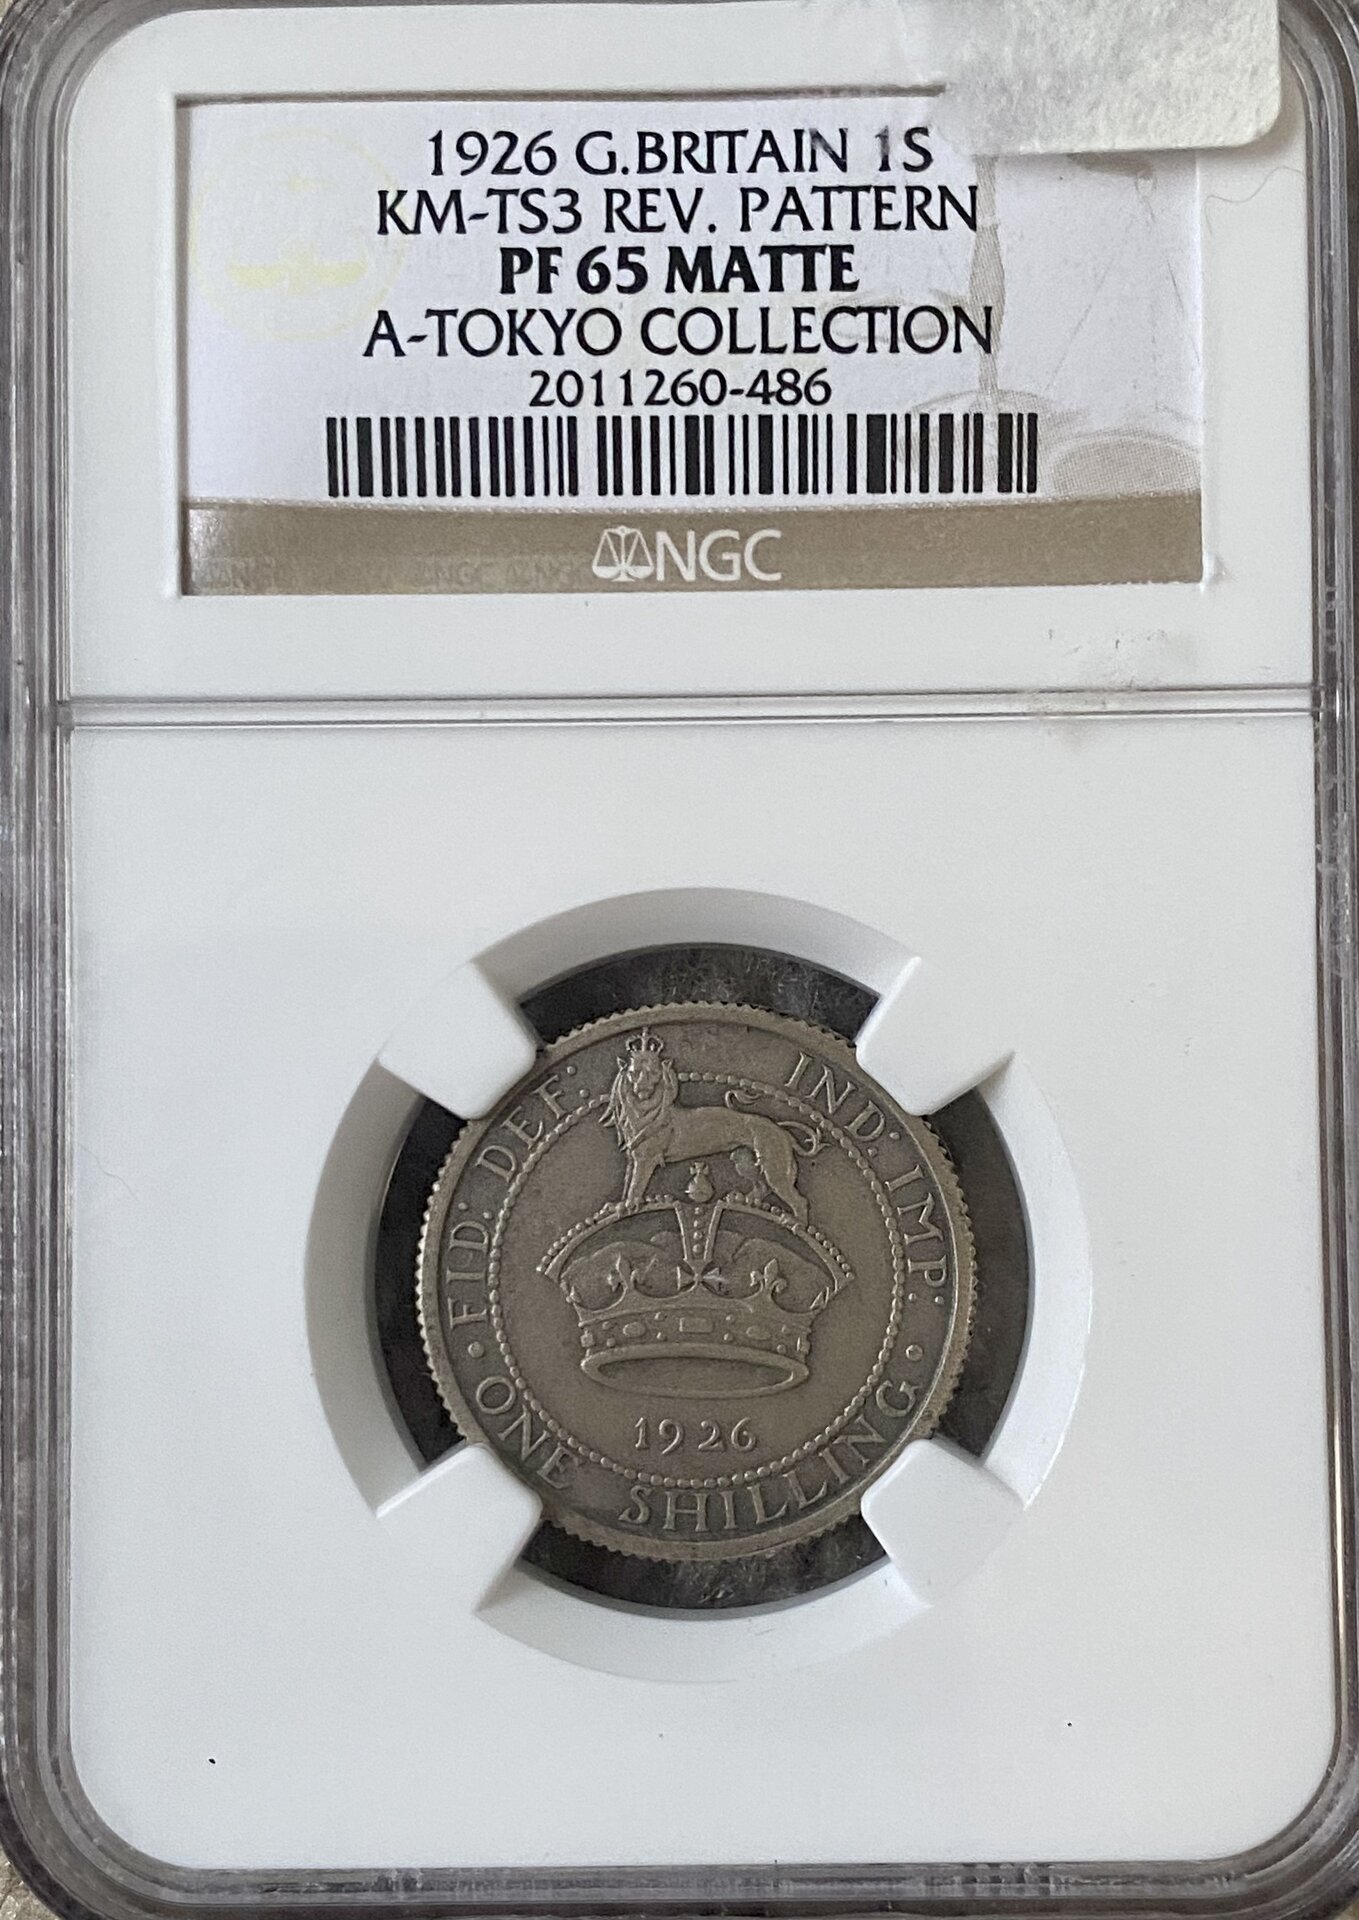 1926 G.BRITAIN 1S
KM-TS3 REV. PATTERN
PF 65 MATTE
A-TOKYO COLLECTION
2011260-486
NGC
FID: DEF: IND: IMP:
1926
· ONE SHILLING ·